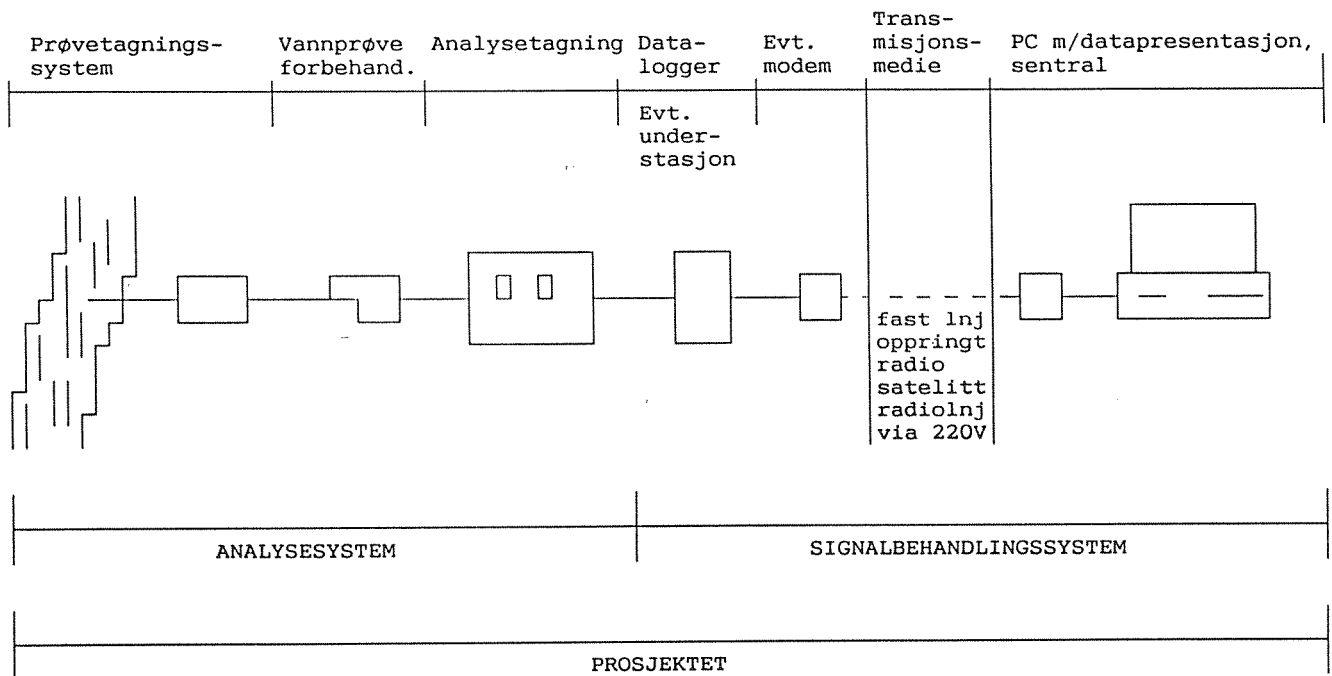 Prøvetagnings-
system
Vannprøve
forbehand.
Analysetagning
Data-
logger
Evt.
under-
stasjon
Evt.
modem
Trans-
misjons-
medie
PC m/datapresentasjon,
sentral
fast lnj
oppringt
radio
satelitt
radiolnj
via 220V
ANALYSESYSTEM
SIGNALBEHANDLINGSSYSTEM
PROSJEKTET